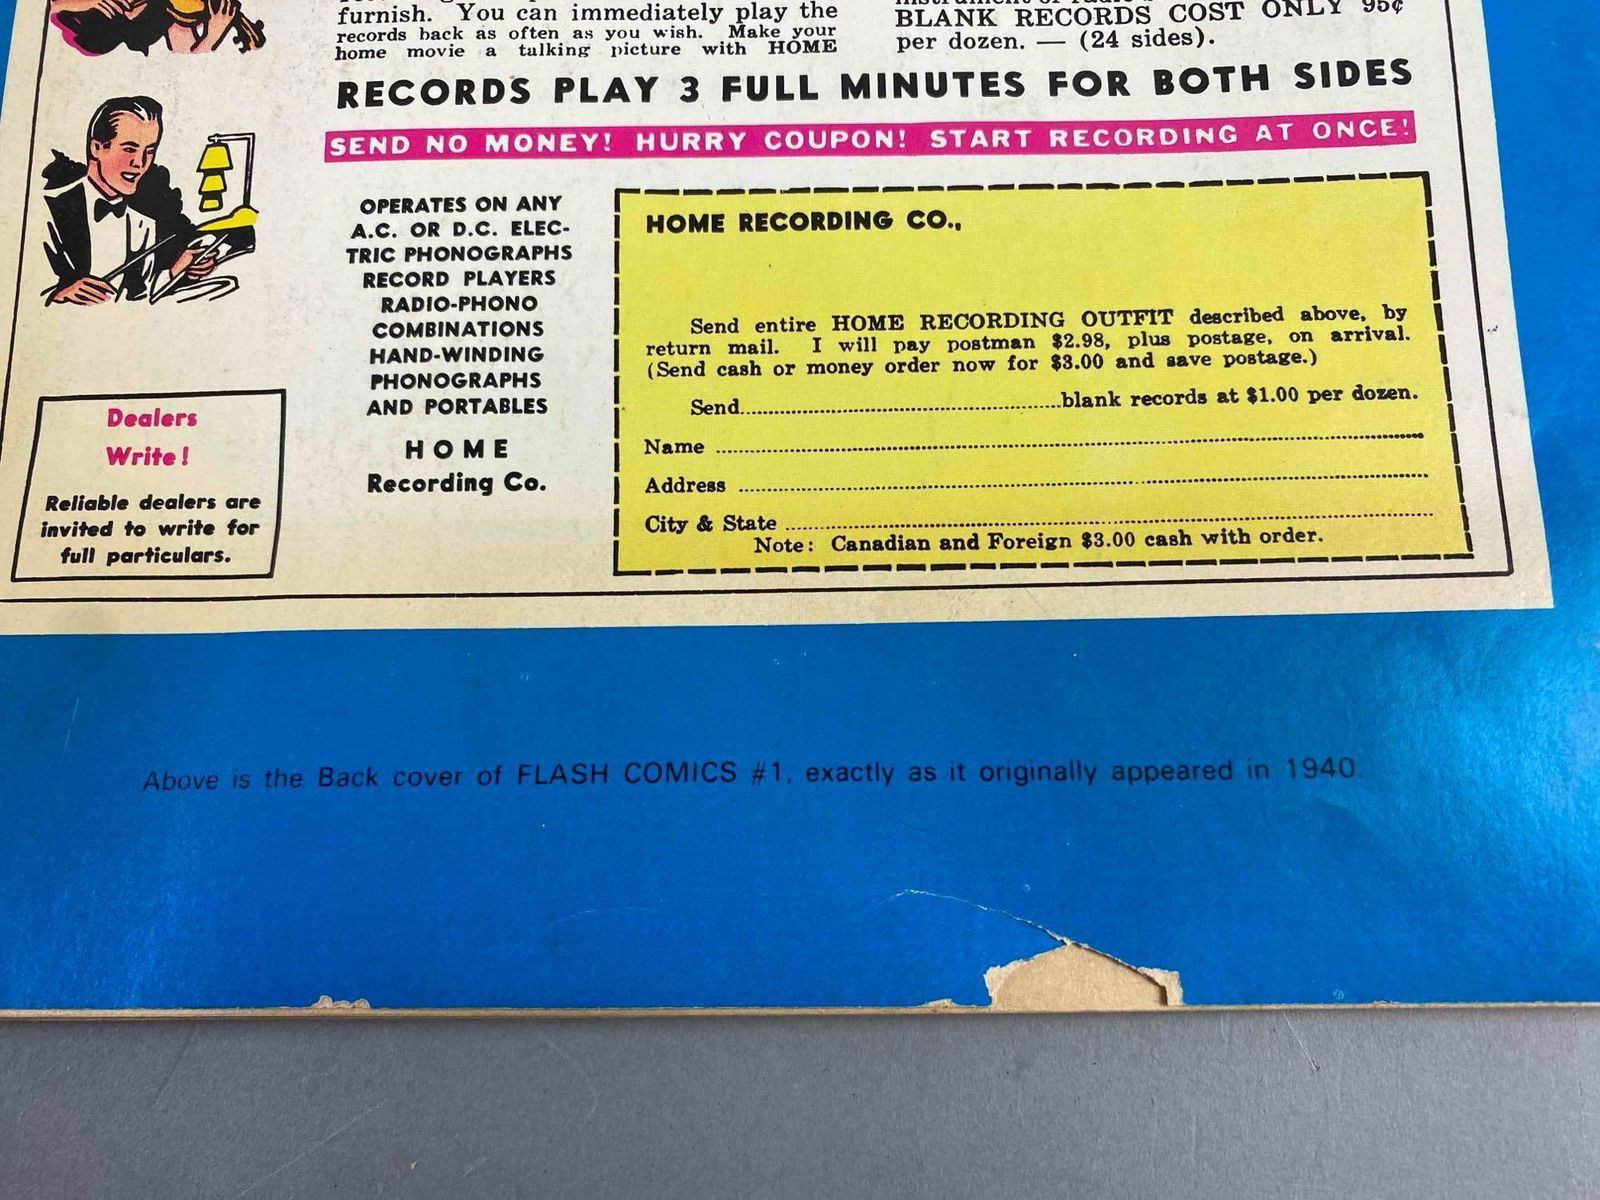 furnish. You can immediately play the
records back as often as you wish. Make your
home movie a talking picture with HOME
BLANK RECORDS COST ONLY 95¢
per dozen. — (24 sides).
RECORDS PLAY 3 FULL MINUTES FOR BOTH SIDES
SEND NO MONEY! HURRY COUPON! START RECORDING AT ONCE!
OPERATES ON ANY
A.C. OR D.C. ELEC-
TRIC PHONOGRAPHS
RECORD PLAYERS
RADIO-PHONO
COMBINATIONS
HAND-WINDING
PHONOGRAPHS
AND PORTABLES
HOME
Recording Co.
Dealers
Write!
Reliable dealers are
invited to write for
full particulars.
HOME RECORDING CO.,
Send entire HOME RECORDING OUTFIT described above, by
return mail. I will pay postman $2.98, plus postage, on arrival.
(Send cash or money order now for $3.00 and save postage.)
Send..........blank records at $1.00 per dozen.
Name ..........
Address ..........
City & State ..........
Note: Canadian and Foreign $3.00 cash with order.
Above is the Back cover of FLASH COMICS #1, exactly as it originally appeared in 1940.